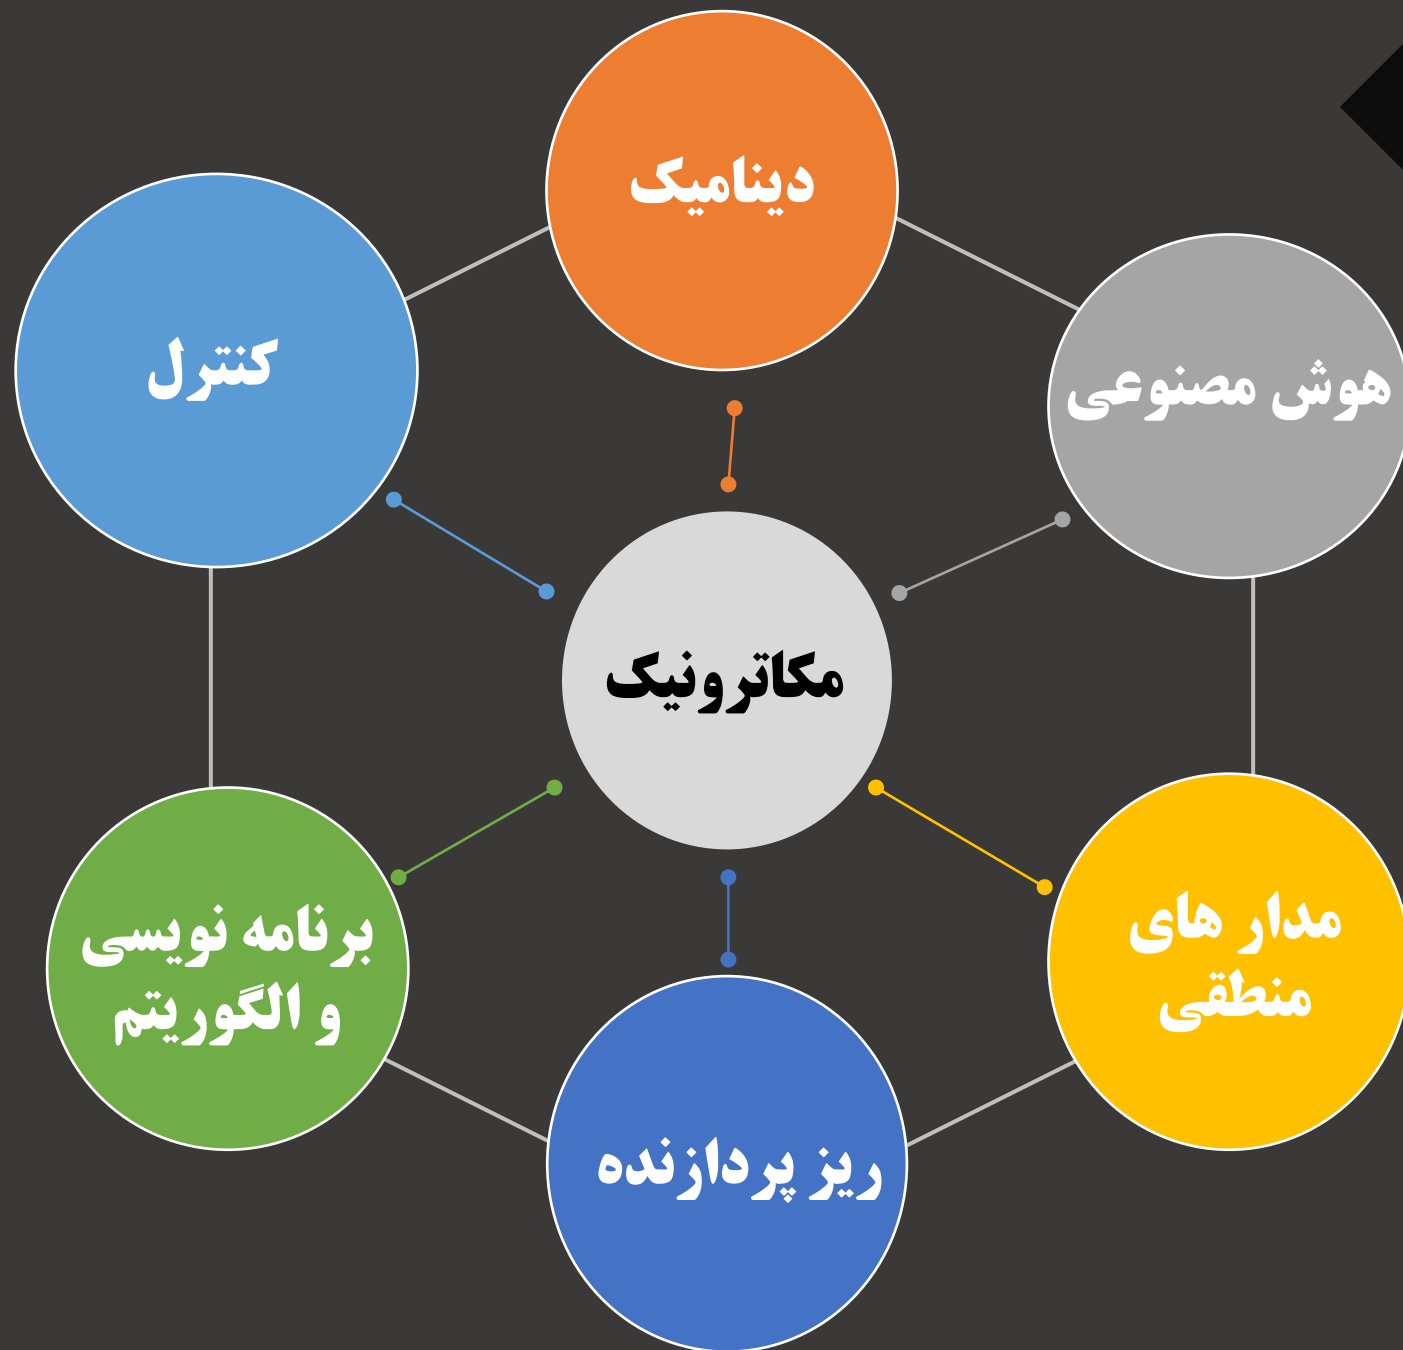 دینامیک
هوش مصنوعی
کنترل
مکاترونیک
مدار های
منطقی
برنامه نویسی
و الگوریتم
ریز پردازنده